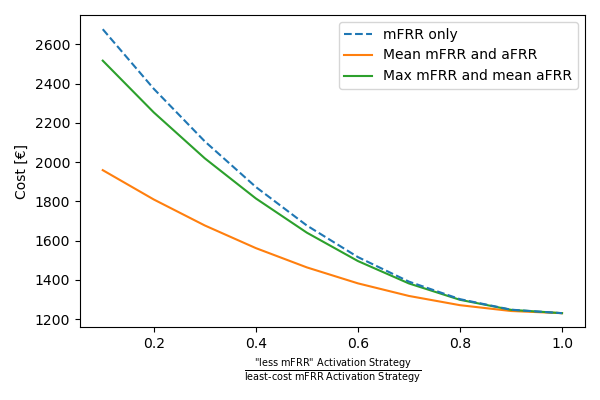 2600
2400
2200
2000
1800
1600
1400
1200
Cost [€]
mFRR only
Mean mFRR and aFRR
Max mFRR and mean aFRR
0.2 0.4 0.6 0.8 1.0
"less mFRR" Activation Strategy
least-cost mFRR Activation Strategy